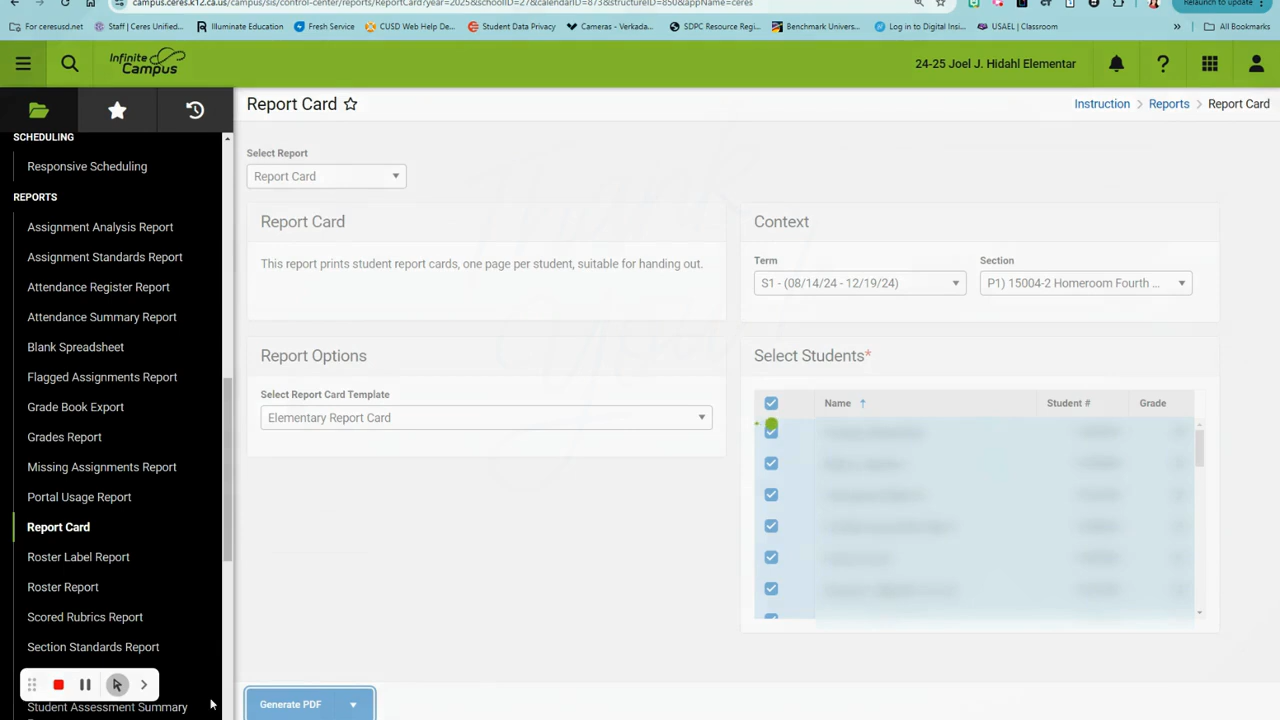 campus.ceres.k12.ca.us/campus/sis/control-center/reports/ReportCard?year=2025&schoolID=27&calendarID=873&structureID=850&appName=ceres
Relaunch to update
For ceresusd.net
Staff | Ceres Unifi...
Illuminate Education
Fresh Service
CUSD Web Help De...
Student Data Privacy
Cameras - Verkada...
SDPC Resource Regi...
Benchmark Univers...
Log in to Digital Insi...
USAEL | Classroom
»
All Bookmarks
Infinite
Campus
24-25 Joel J. Hidahl Elementar
Report Card
Instruction > Reports > Report Card
SCHEDULING
Responsive Scheduling
REPORTS
Assignment Analysis Report
Assignment Standards Report
Attendance Register Report
Attendance Summary Report
Blank Spreadsheet
Flagged Assignments Report
Grade Book Export
Grades Report
Missing Assignments Report
Portal Usage Report
Report Card
Roster Label Report
Roster Report
Scored Rubrics Report
Section Standards Report
Student Assessment Summary
Select Report
Report Card
Report Card
This report prints student report cards, one page per student, suitable for handing out.
Context
Term
S1 - (08/14/24 - 12/19/24)
Section
P1) 15004-2 Homeroom Fourth ...
Report Options
Select Report Card Template
Elementary Report Card
Select Students*
Name
Student #
Grade
Generate PDF